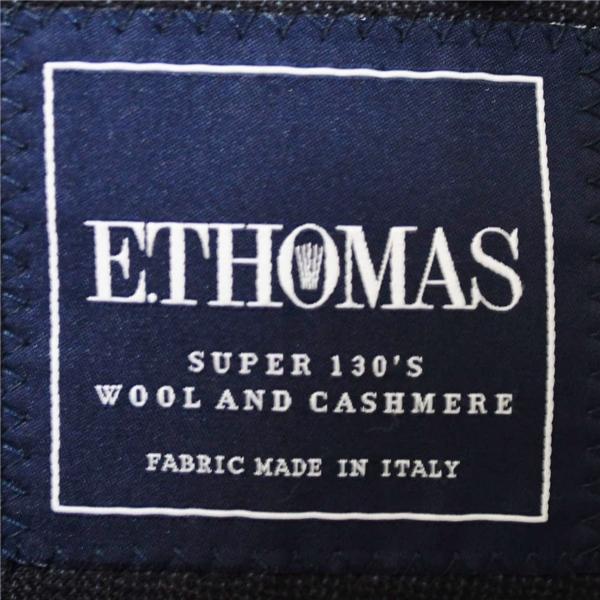 E.THOMAS
SUPER 130'S
WOOL AND CASHMERE
FABRIC MADE IN ITALY